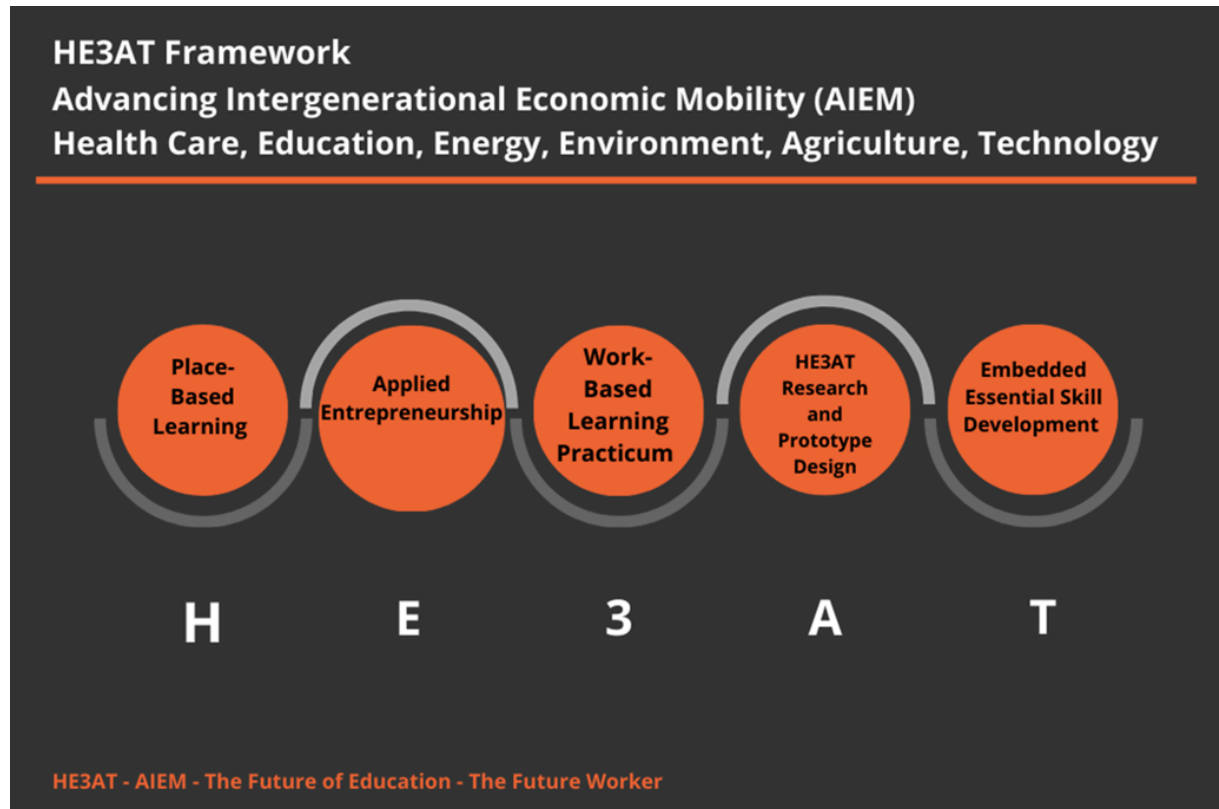 HE3AT Framework
Advancing Intergenerational Economic Mobility (AIEM)
Health Care, Education, Energy, Environment, Agriculture, Technology
Place-
Based
Learning
Applied
Entrepreneurship
Work-
Based
Learning
Practicum
HE3AT
Research
and
Prototype
Design
Embedded
Essential Skill
Development
H
E
3
A
T
HE3AT - AIEM - The Future of Education - The Future Worker